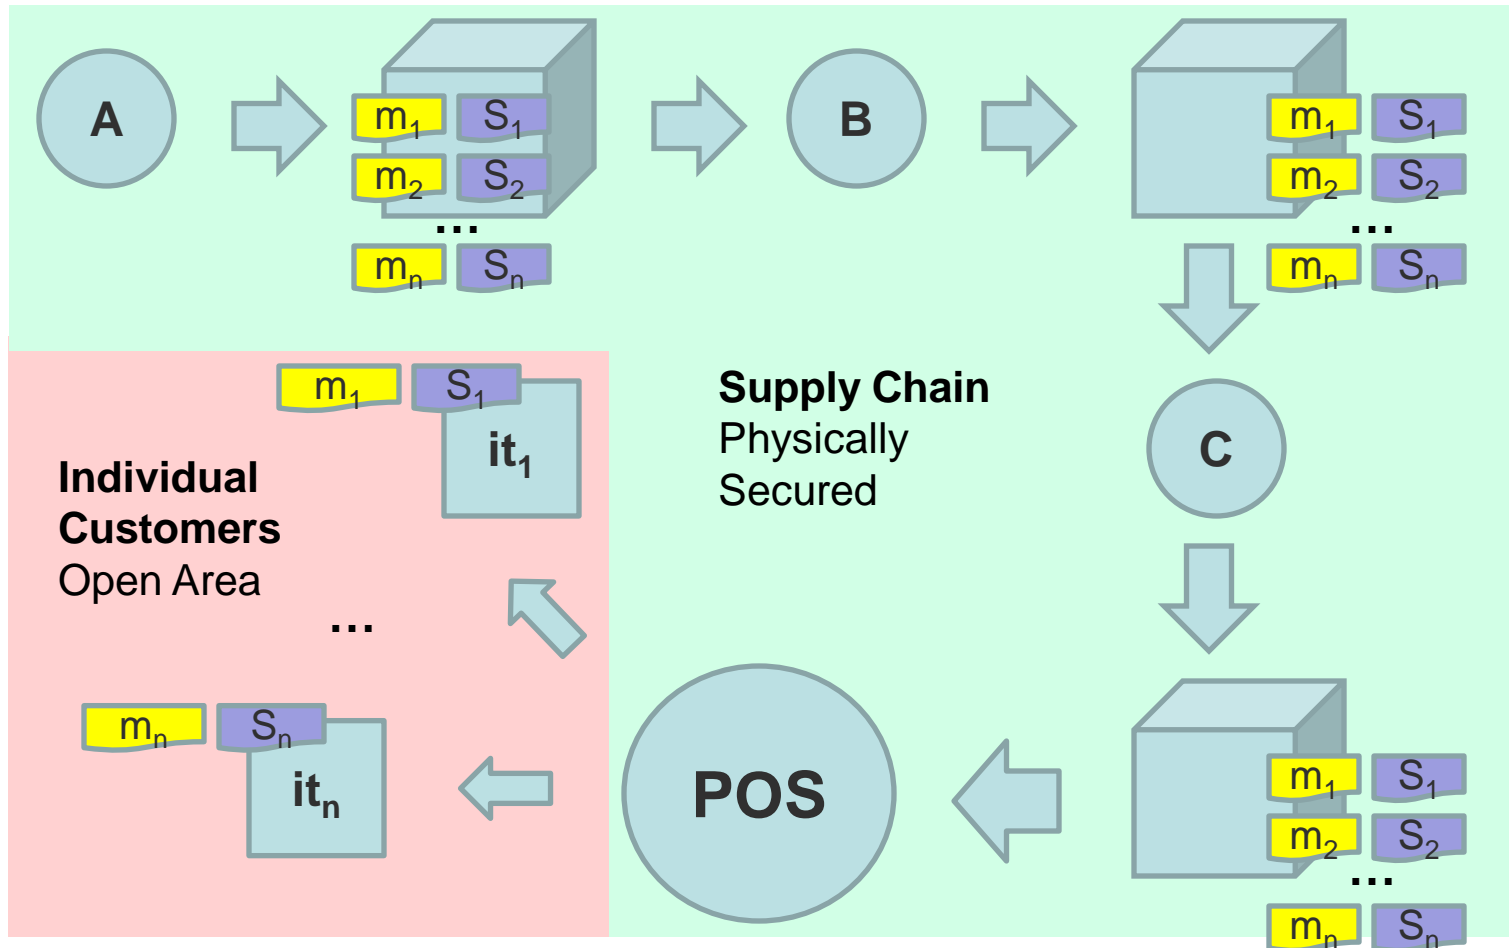 A
m₁ S₁
m₂ S₂
...
mₙ Sₙ
B
m₁ S₁
m₂ S₂
...
mₙ Sₙ
m₁ S₁
it₁
Individual
Customers
Open Area
...
Supply Chain
Physically
Secured
C
mₙ Sₙ
itₙ
POS
m₁ S₁
m₂ S₂
...
mₙ Sₙ